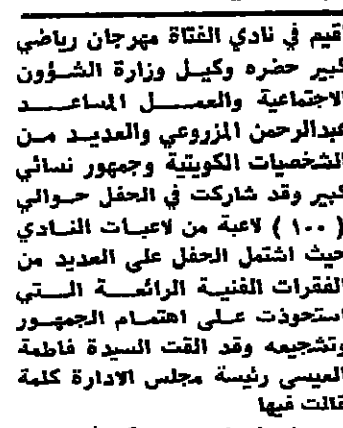 أقيم في نادي الفتاة مهرجان رياضي
كبير حضره وكيل وزارة الشؤون
الاجتماعية والعمل المساعد
عبدالرحمن المزروعي والعديد من
الشخصيات الكويتية وجمهور نسائي
كبير وقد شاركت في الحفل حوالي
( ١٠٠ ) لاعبة من لاعبات النادي
حيث اشتمل الحفل على العديد من
الفقرات الفنية الرائعة التي
استحوذت على اهتمام الجمهور
وتشجيعه وقد القت السيدة فاطمة
العيسى رئيسة مجلس الادارة كلمة
قالت فيها